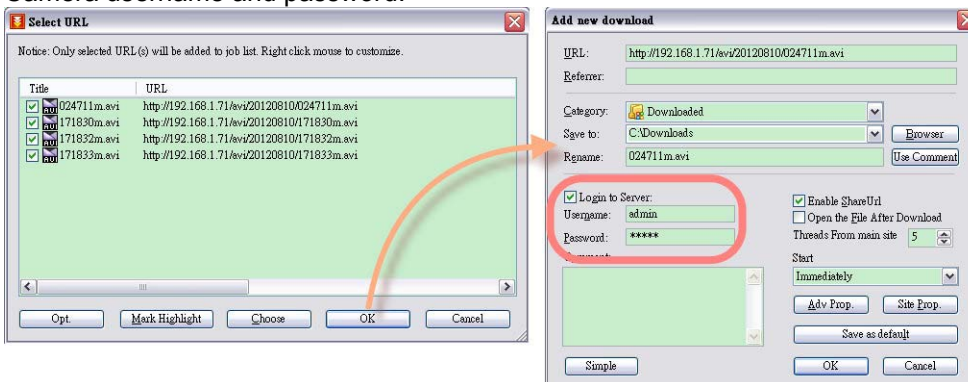 Camera username and password.
Select URL
Notice: Only selected URL(s) will be added to job list. Right click mouse to customize.
Title URL
024711m.avi http://192.168.1.71/avi/20120810/024711m.avi
171830m.avi http://192.168.1.71/avi/20120810/171830m.avi
171832m.avi http://192.168.1.71/avi/20120810/171832m.avi
171833m.avi http://192.168.1.71/avi/20120810/171833m.avi
Opt. Mark Highlight Choose OK Cancel
Add new download
URL: http://192.168.1.71/avi/20120810/024711m.avi
Referrer:
Category: Downloaded
Save to: C:\Downloads Browser
Rename: 024711m.avi Use Comment
Login to Server:
Username: admin
Password: *****
Comment:
Enable ShareUrl
Open the File After Download
Threads From main site 5
Start
Immediately
Adv Prop. Site Prop.
Save as default
Simple OK Cancel